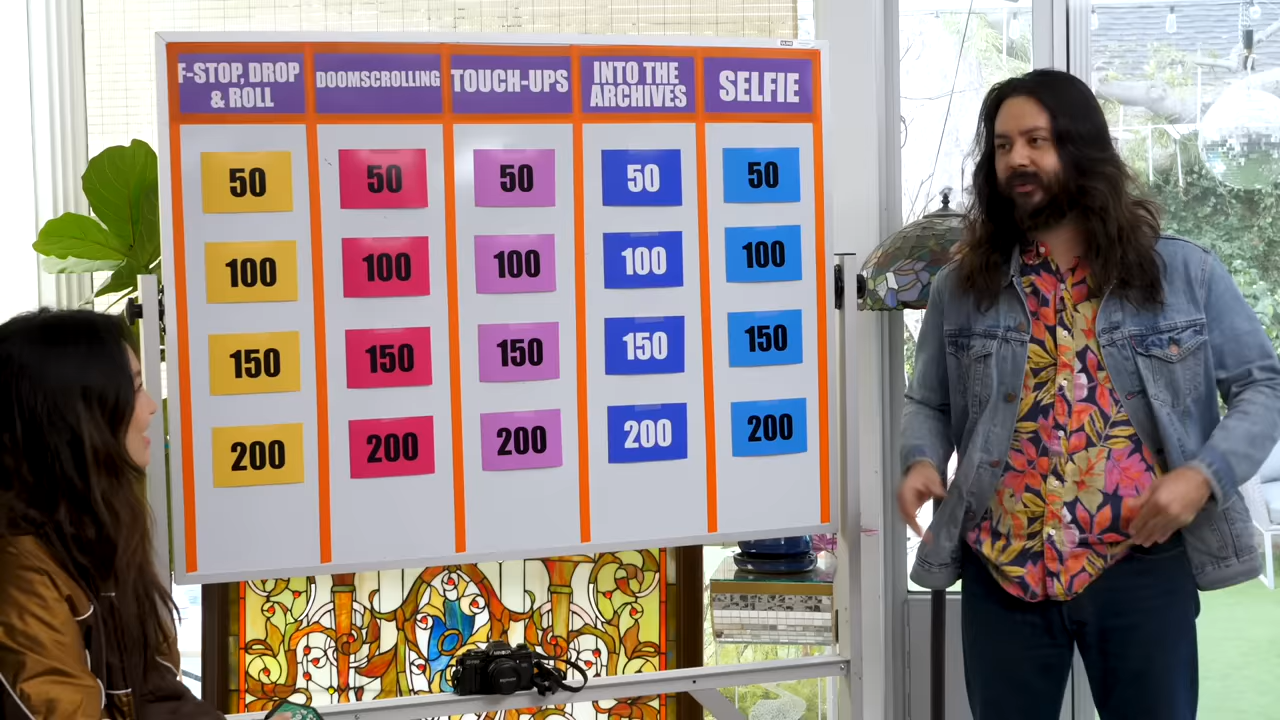 F-STOP, DROP
& ROLL
DOOMSCROLLING
TOUCH-UPS
INTO THE
ARCHIVES
SELFIE
50 50 50 50 50
100 100 100 100 100
150 150 150 150 150
200 200 200 200 200